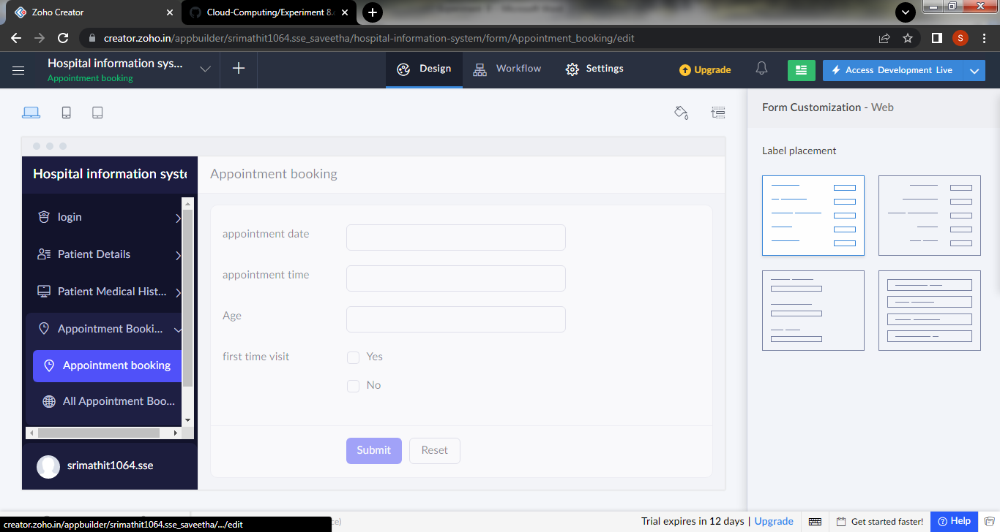 Zoho Creator
Cloud-Computing/Experiment 8.
creator.zoho.in/appbuilder/srimathit1064.sse_saveetha/hospital-information-system/form/Appointment_booking/edit
S
Hospital information sys...
Appointment booking
Design
Workflow
Settings
Upgrade
Access Development Live
Form Customization - Web
Label placement
Hospital information syste
login
Patient Details
Patient Medical Hist...
Appointment Booki...
Appointment booking
All Appointment Boo...
srimathit1064.sse
Appointment booking
appointment date
appointment time
Age
first time visit
Yes
No
Submit
Reset
creator.zoho.in/appbuilder/srimathit1064.sse_saveetha/.../edit
Trial expires in 12 days | Upgrade
Get started faster!
Help